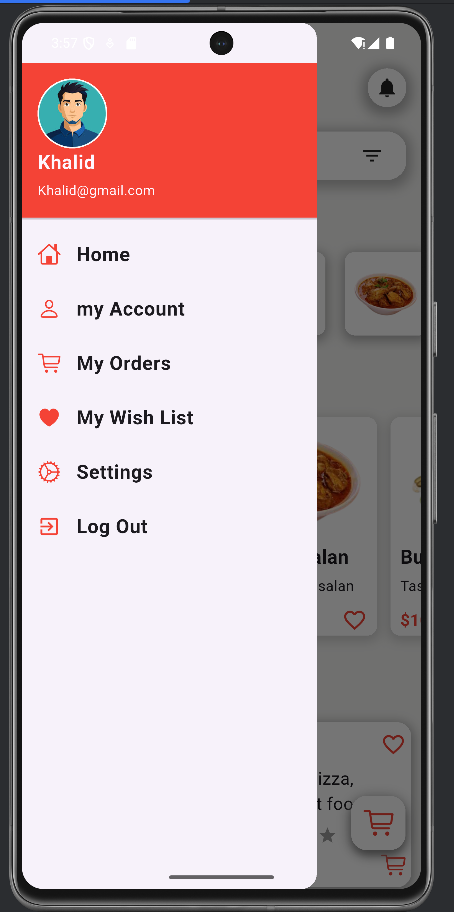 3:57
Khalid
Khalid@gmail.com
Home
my Account
My Orders
My Wish List
Settings
Log Out
alan
salan
Bu
Tas
$1
izza,
t foo